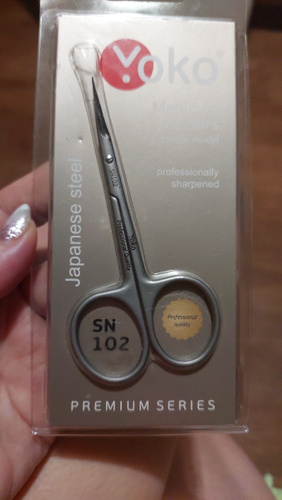 Yoko
professionally
sharpened
Japanese steel
SN
102
Professional
quality
PREMIUM SERIES